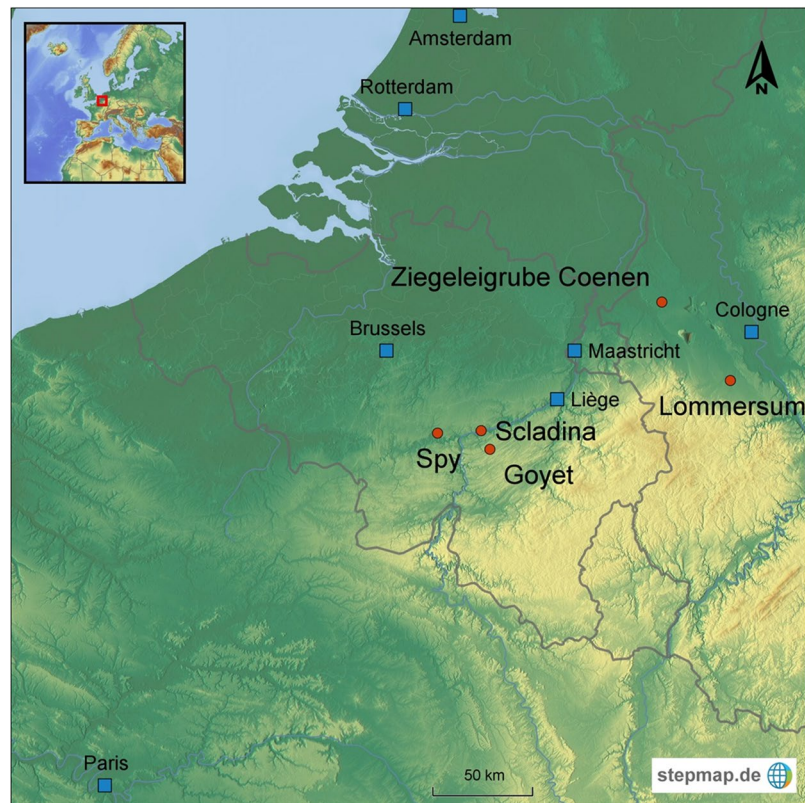 Amsterdam
N
Rotterdam
Ziegeleigrube Coenen
Cologne
Brussels
Maastricht
Liège
Lommersum
Scladina
Spy
Goyet
Paris
50 km
stepmap.de